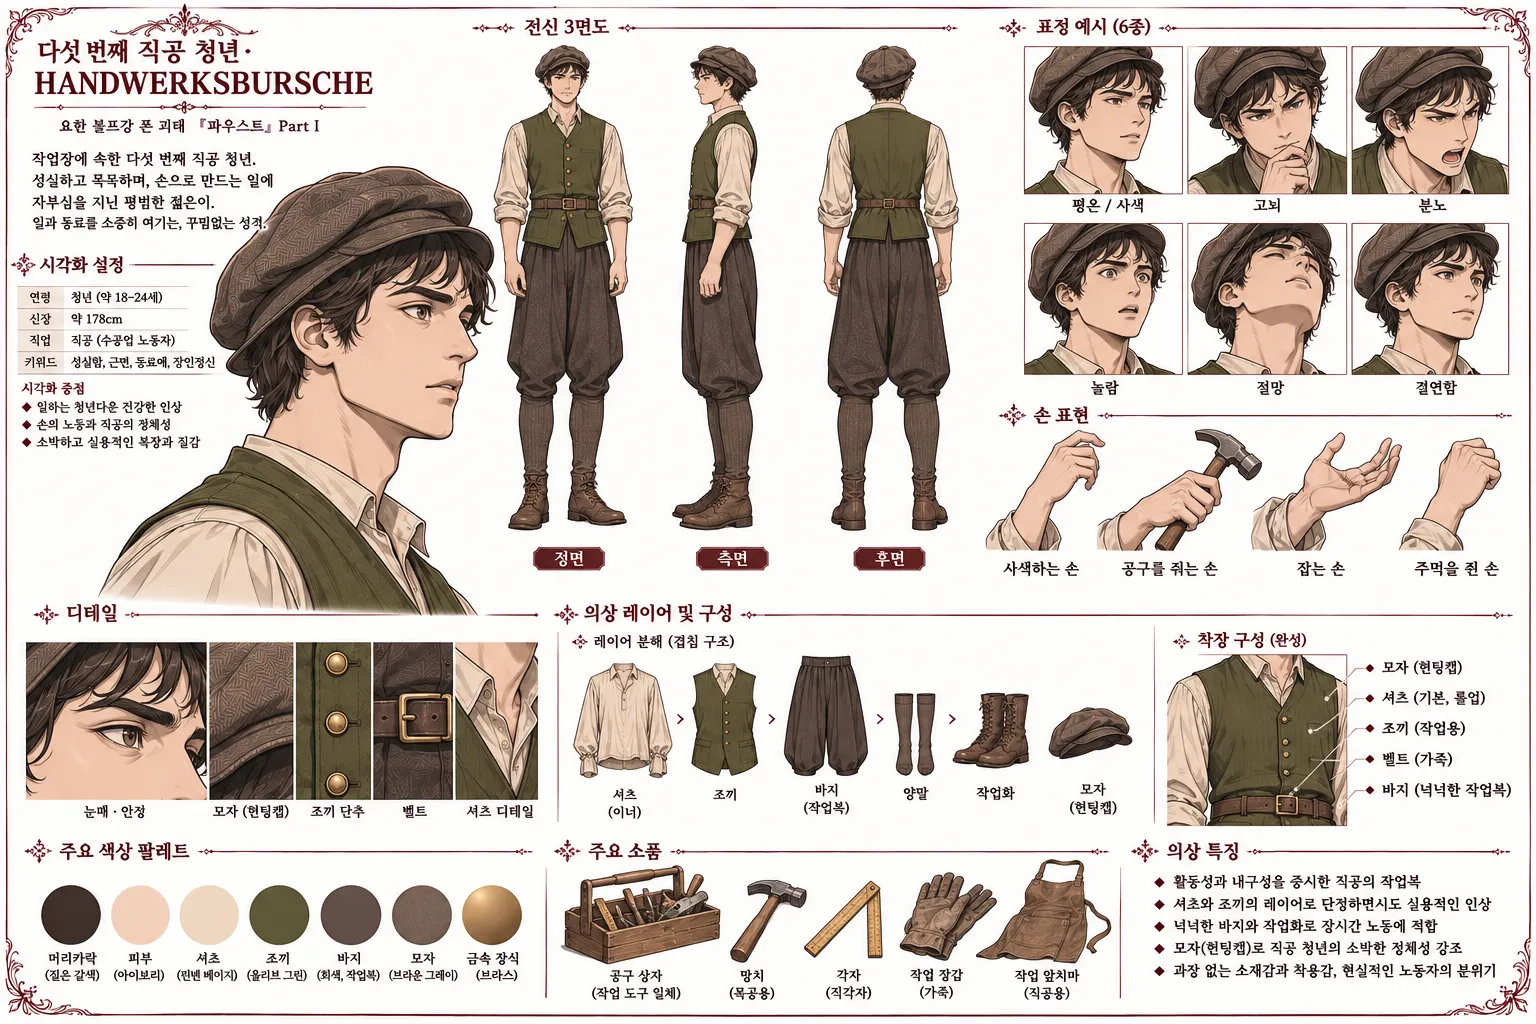 다섯 번째 직공 청년·
HANDWERKSBURSCHE
요한 볼프강 폰 괴태 『파우스트』 Part I
작업장에 속한 다섯 번째 직공 청년.
성실하고 묵묵하며, 손으로 만드는 일에
자부심을 지닌 평범한 젊은이.
일과 동료를 소중히 여기는, 꾸밈없는 성격.
시각화 설정
연령 청년 (약 18–24세)
신장 약 178cm
직업 직공 (수공업 노동자)
키워드 성실함, 근면, 동료애, 장인정신
시각화 중점
일하는 청년다운 건강한 인상
손의 노동과 직공의 정체성
소박하고 실용적인 복장과 질감
전신 3면도
정면
측면
후면
표정 예시 (6종)
평온 / 사색
고뇌
분노
놀람
절망
결연함
손 표현
사색하는 손
공구를 쥐는 손
잡는 손
주먹을 쥔 손
디테일
눈매 · 안정
모자 (헌팅캡)
조끼 단추
벨트
셔츠 디테일
의상 레이어 및 구성
레이어 분해 (겹침 구조)
셔츠
(이너)
조끼
바지
(작업복)
양말
작업화
모자
(헌팅캡)
착장 구성 (완성)
모자 (헌팅캡)
셔츠 (기본, 롤업)
조끼 (작업용)
벨트 (가죽)
바지 (넉넉한 작업복)
주요 색상 팔레트
머리카락
(짙은 갈색)
피부
(아이보리)
셔츠
(린넨 베이지)
조끼
(올리브 그린)
바지
(회색, 작업복)
모자
(브라운 그레이)
금속 장식
(브라스)
주요 소품
공구 상자
(작업 도구 일체)
망치
(목공용)
각자
(직각자)
작업 장갑
(가죽)
작업 앞치마
(직공용)
의상 특징
활동성과 내구성을 중시한 직공의 작업복
셔츠와 조끼의 레이어로 단정하면서도 실용적인 인상
넉넉한 바지와 작업화로 장시간 노동에 적합
모자(헌팅캡)로 직공 청년의 소박한 정체성 강조
과장 없는 소재감과 착용감, 현실적인 노동자의 분위기